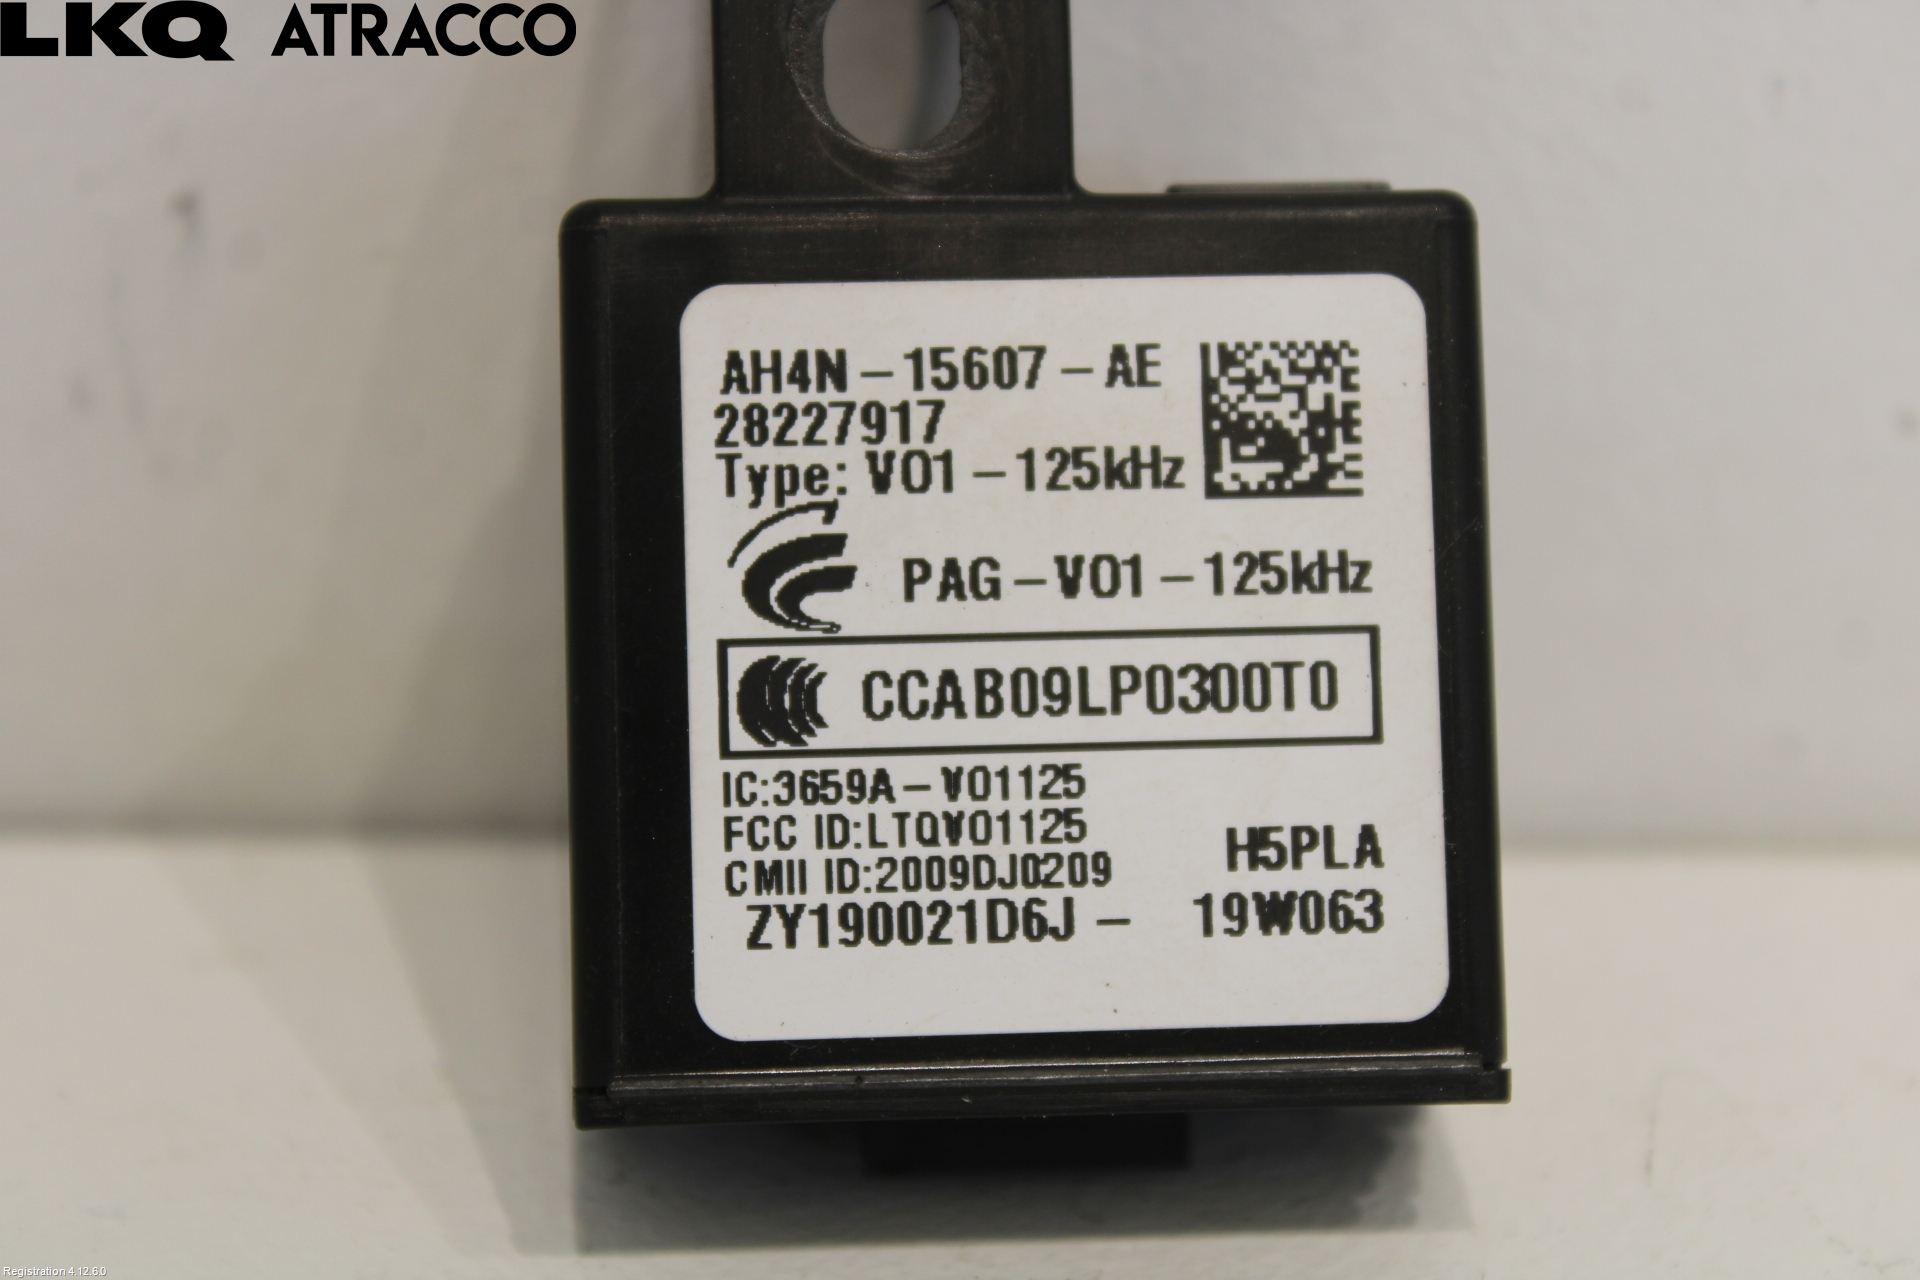 LKQ ATRACCO
AH4N-15607-AE
28227917
Type: V01-125kHz
PAG-V01-125kHz
CCAB09LP0300T0
IC:3659A-V01125
FCC ID:LTQV01125
CMII ID:2009DJ0209
H5PLA
ZY190021D6J- 19W063
Registration 4.12.6.0